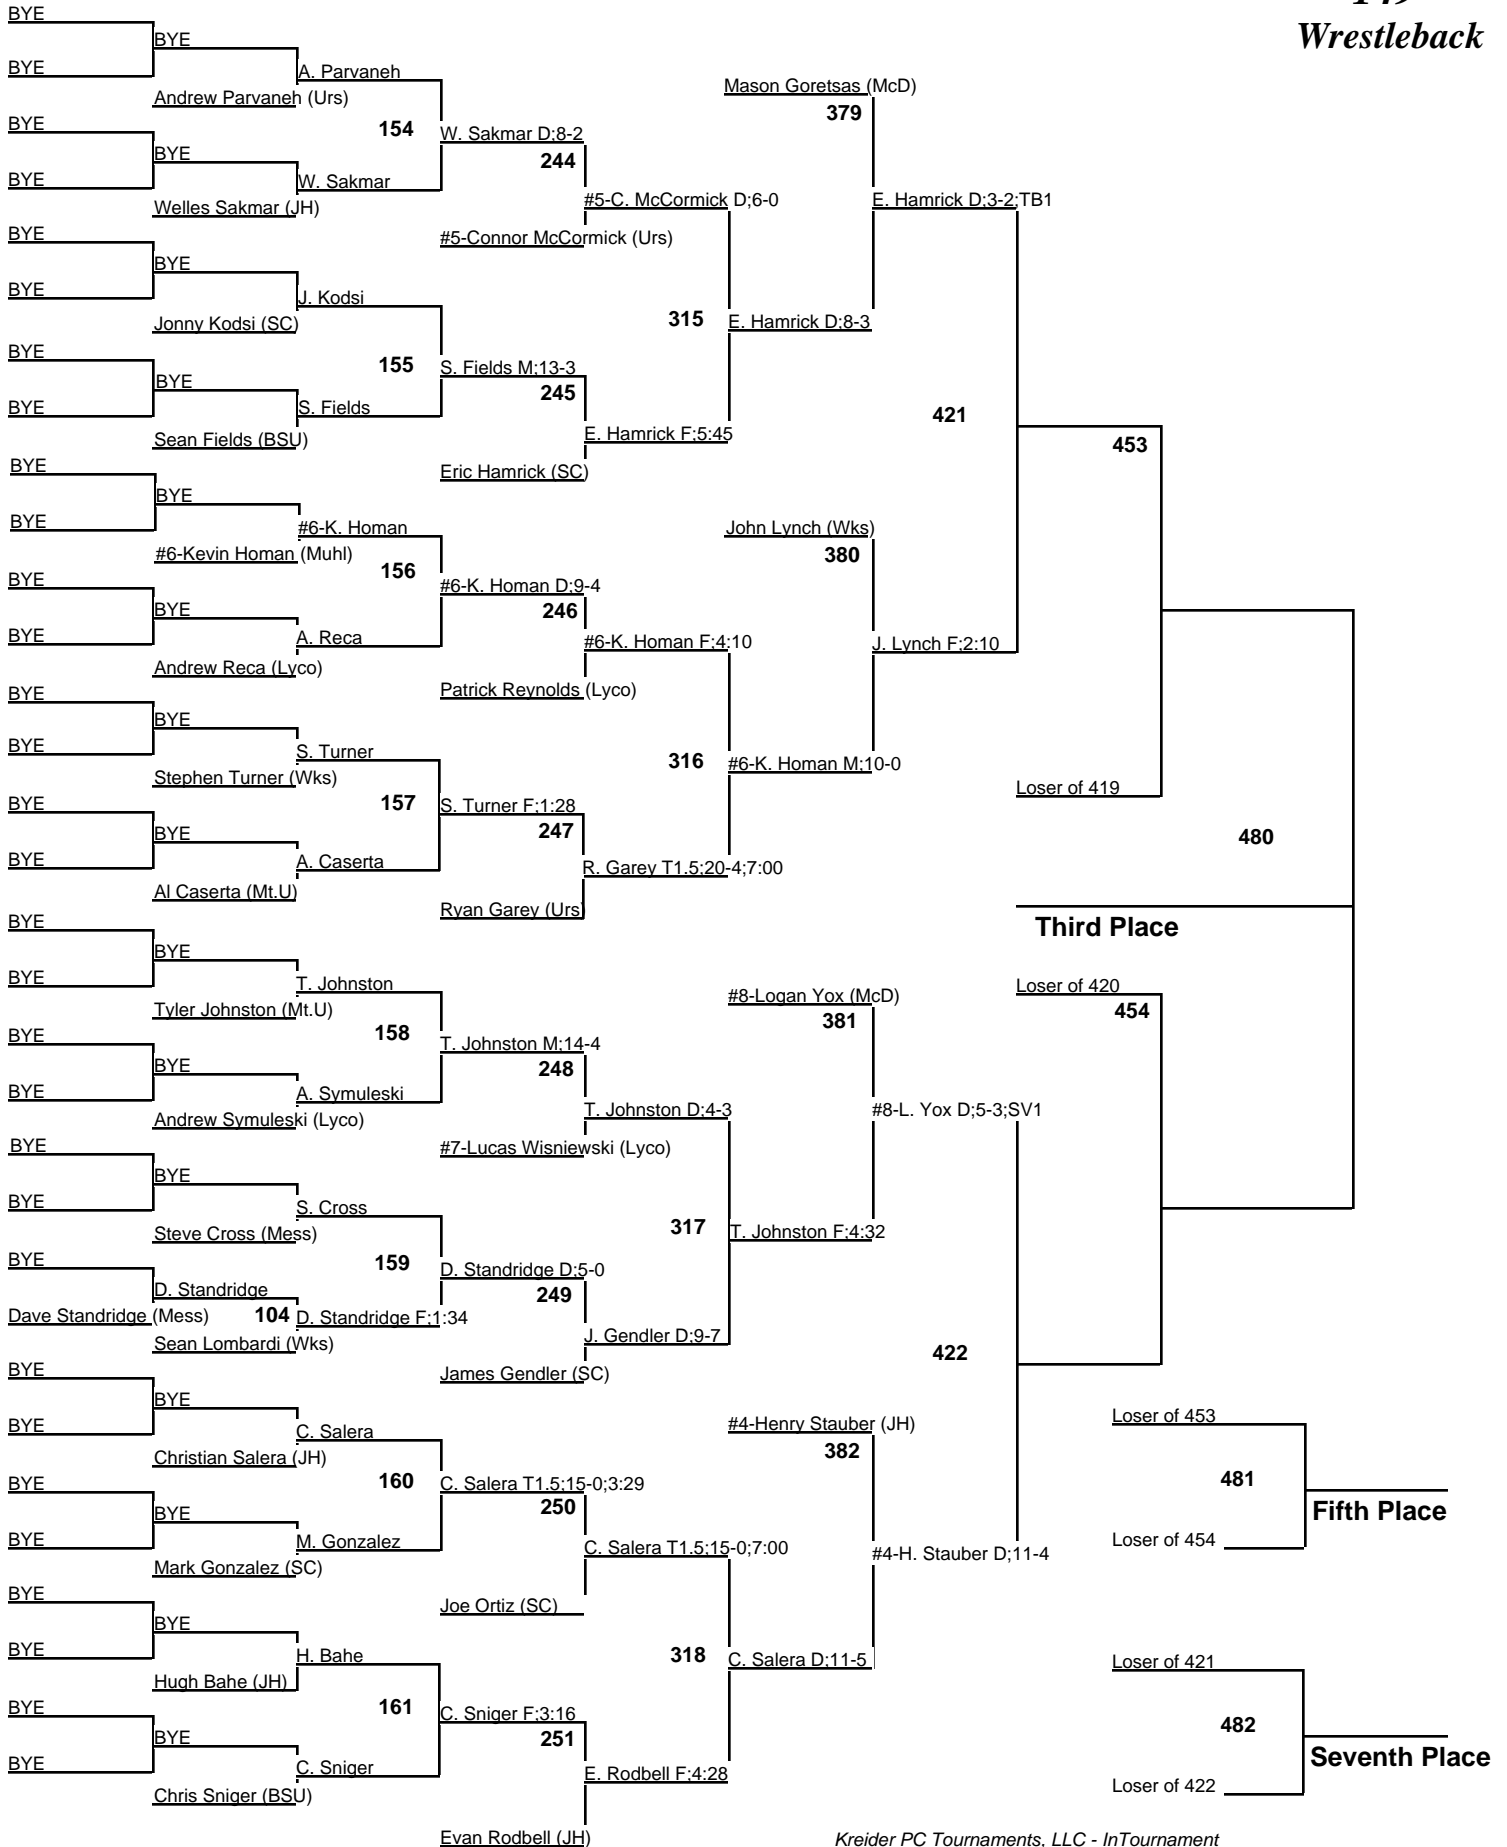 Wrestleback
BYE
BYE
BYE
A. Parvaneh
Andrew Parvaneh (Urs)
BYE
BYE
BYE
W. Sakmar
Welles Sakmar (JH)
154
W. Sakmar D;8-2
244
#5-C. McCormick D;6-0
#5-Connor McCormick (Urs)
Mason Goretsas (McD)
379
E. Hamrick D;3-2;TB1
BYE
BYE
BYE
J. Kodsi
Jonny Kodsi (SC)
155
S. Fields M;13-3
245
315
E. Hamrick D;8-3
BYE
BYE
BYE
S. Fields
Sean Fields (BSU)
E. Hamrick F;5:45
Eric Hamrick (SC)
421
453
BYE
BYE
BYE
#6-K. Homan
#6-Kevin Homan (Muhl)
156
#6-K. Homan D;9-4
246
#6-K. Homan F;4:10
Patrick Reynolds (Lyco)
John Lynch (Wks)
380
J. Lynch F;2:10
BYE
BYE
BYE
A. Reca
Andrew Reca (Lyco)
BYE
BYE
BYE
S. Turner
Stephen Turner (Wks)
157
S. Turner F;1:28
247
316
#6-K. Homan M;10-0
Loser of 419
BYE
BYE
BYE
A. Caserta
Al Caserta (Mt.U)
R. Garey T1.5;20-4;7:00
Ryan Garey (Urs)
480
Third Place
BYE
BYE
BYE
T. Johnston
Tyler Johnston (Mt.U)
158
T. Johnston M;14-4
248
T. Johnston D;4-3
#7-Lucas Wisniewski (Lyco)
#8-Logan Yox (McD)
381
#8-L. Yox D;5-3;SV1
Loser of 420
454
BYE
BYE
BYE
A. Symuleski
Andrew Symuleski (Lyco)
BYE
BYE
BYE
S. Cross
Steve Cross (Mess)
159
D. Standridge D;5-0
249
317
T. Johnston F;4:32
BYE
D. Standridge
Dave Standridge (Mess)
104
D. Standridge F;1:34
Sean Lombardi (Wks)
J. Gendler D;9-7
James Gendler (SC)
422
BYE
BYE
BYE
C. Salera
Christian Salera (JH)
160
C. Salera T1.5;15-0;3:29
250
C. Salera T1.5;15-0;7:00
Joe Ortiz (SC)
#4-Henry Stauber (JH)
382
#4-H. Stauber D;11-4
Loser of 453
481
Fifth Place
Loser of 454
BYE
BYE
BYE
M. Gonzalez
Mark Gonzalez (SC)
BYE
BYE
BYE
H. Bahe
Hugh Bahe (JH)
161
C. Sniger F;3:16
251
318
C. Salera D;11-5
Loser of 421
482
Seventh Place
Loser of 422
BYE
BYE
BYE
C. Sniger
Chris Sniger (BSU)
E. Rodbell F;4:28
Evan Rodbell (JH)
Kreider PC Tournaments, LLC - InTournament